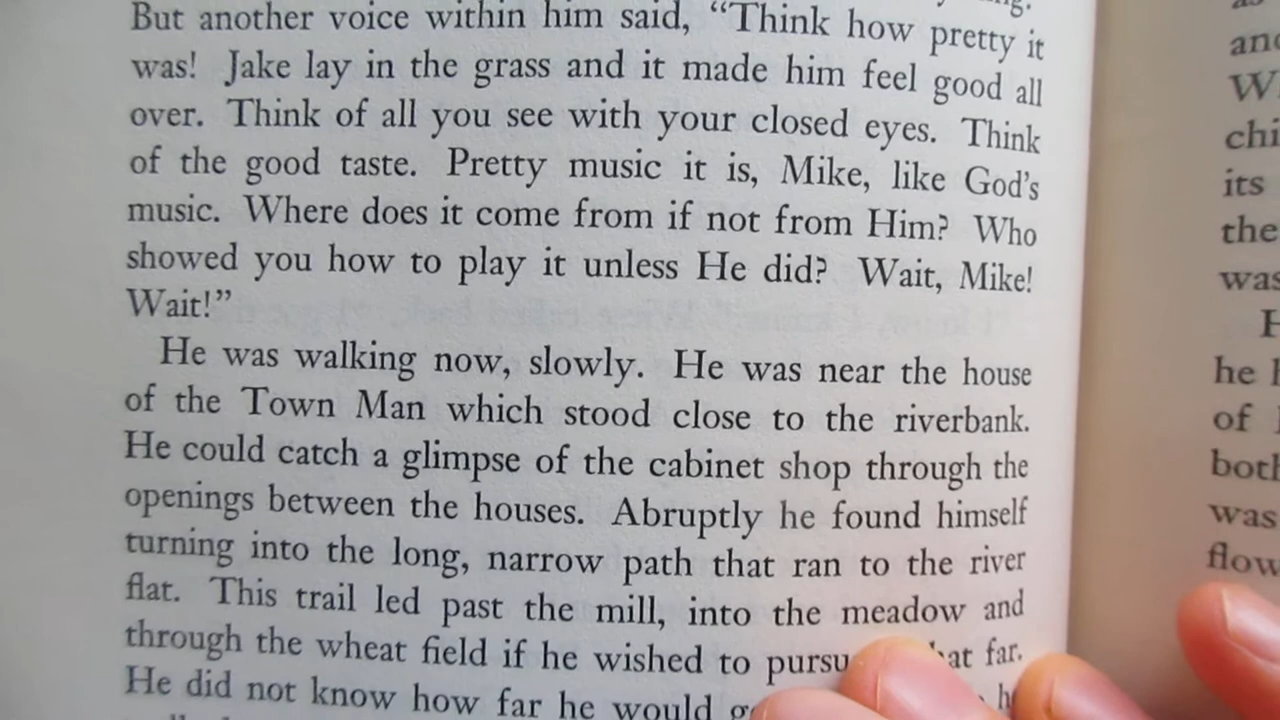 But another voice within him said, “Think how pretty it
was! Jake lay in the grass and it made him feel good all
over. Think of all you see with your closed eyes. Think
of the good taste. Pretty music it is, Mike, like God’s
music. Where does it come from if not from Him? Who
showed you how to play it unless He did? Wait, Mike!
Wait!”
He was walking now, slowly. He was near the house
of the Town Man which stood close to the riverbank.
He could catch a glimpse of the cabinet shop through the
openings between the houses. Abruptly he found himself
turning into the long, narrow path that ran to the river
flat. This trail led past the mill, into the meadow and
through the wheat field if he wished to far.
He did not know how far he would
its
the
was
he
of
was